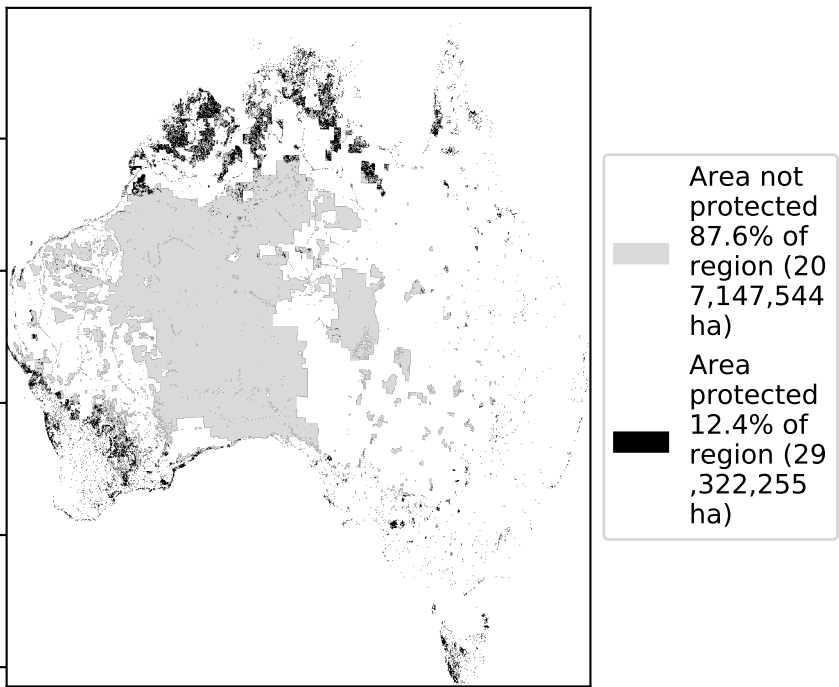 Area not
protected
87.6% of
region (20
7,147,544
ha)
Area
protected
12.4% of
region (29
,322,255
ha)